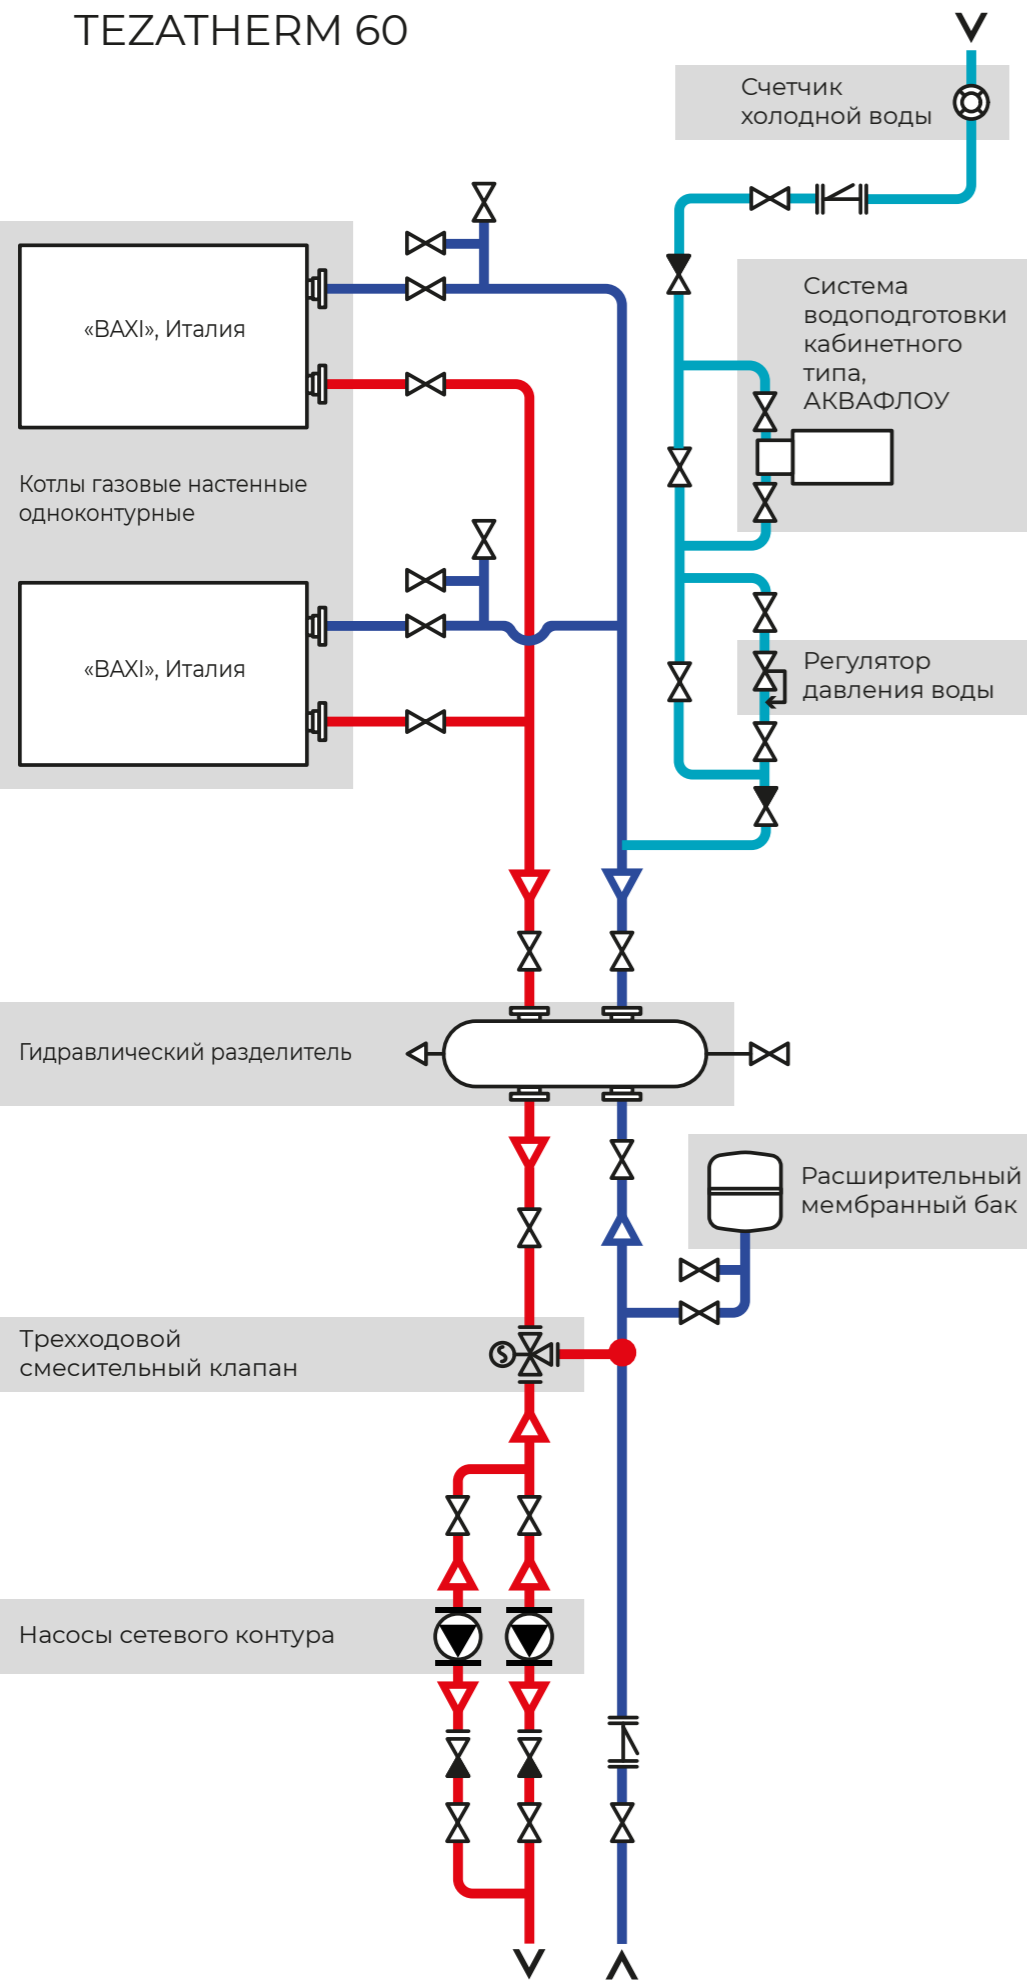 TEZATHERM 60
Счетчик
холодной воды
«BAXI», Италия
Система
водоподготовки
кабинетного
типа,
АКВАФЛОУ
Котлы газовые настенные
одноконтурные
«BAXI», Италия
Регулятор
давления воды
Гидравлический разделитель
Расширительный
мембранный бак
Трехходовой
смесительный клапан
Насосы сетевого контура